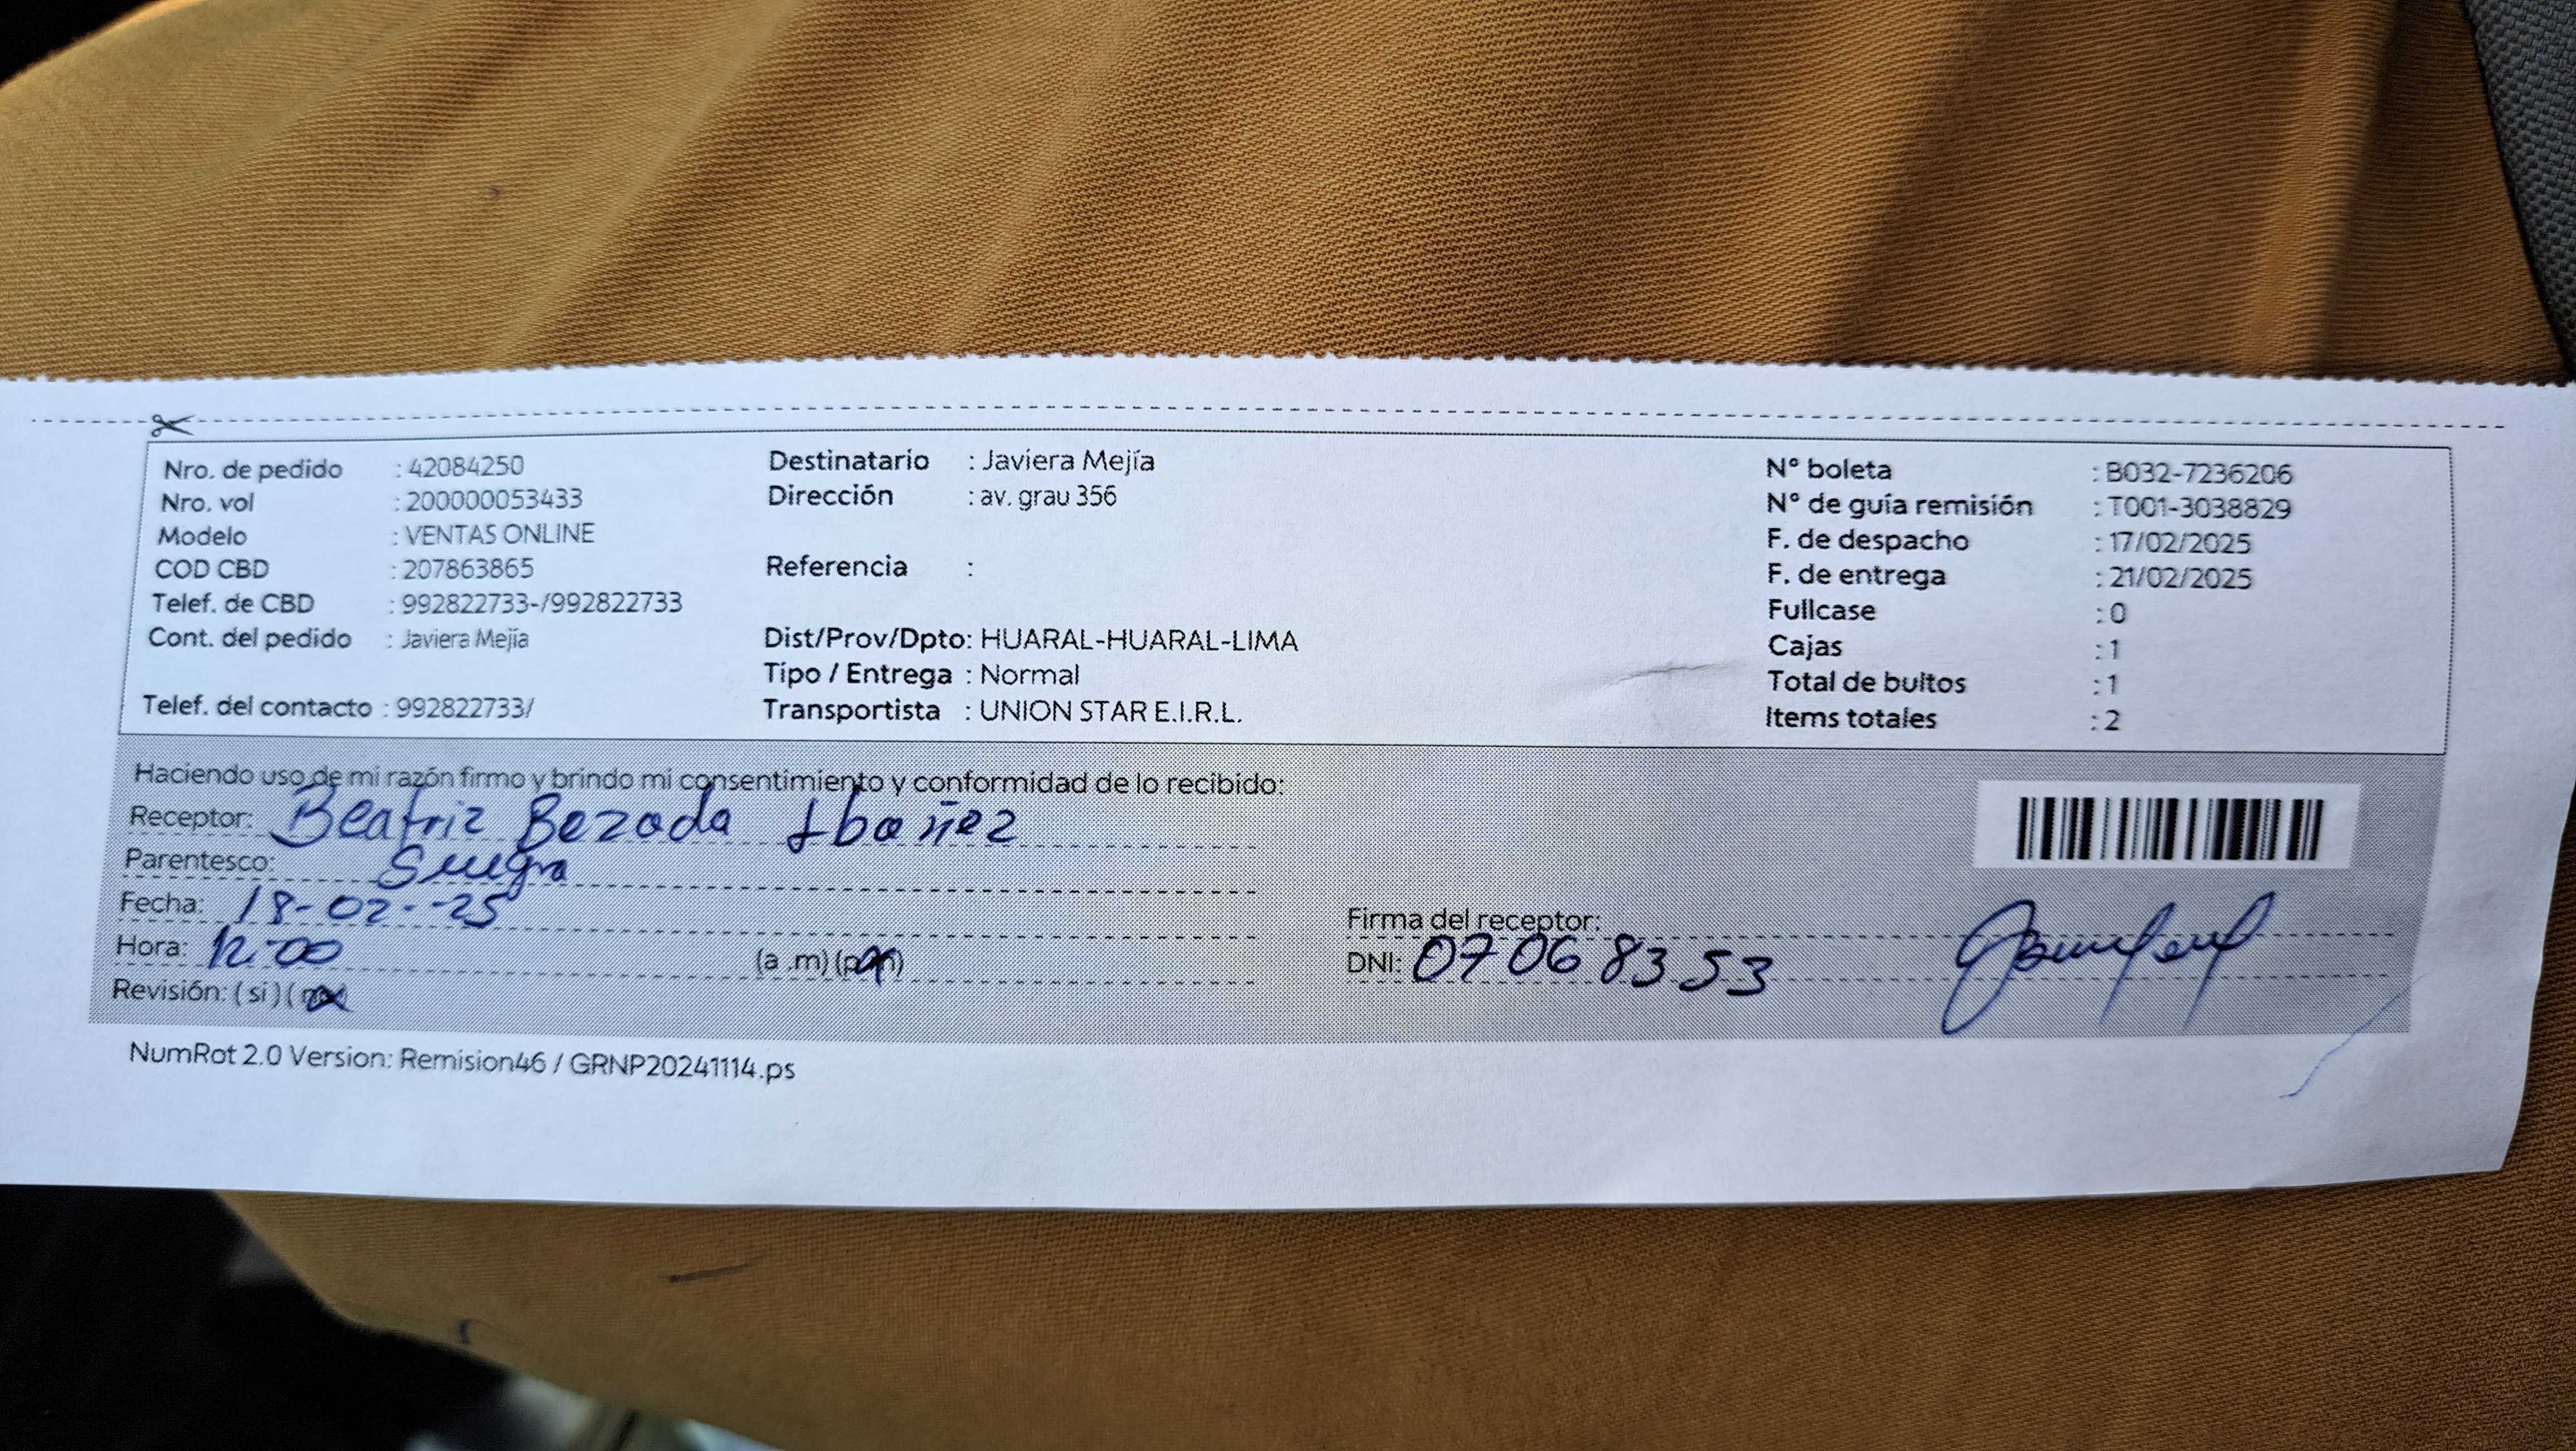 Nro. de pedido : 42084250
Nro. vol : 200000053433
Modelo : VENTAS ONLINE
COD CBD : 207863865
Telef. de CBD : 992822733-/992822733
Cont. del pedido : Javiera Mejía
Telef. del contacto : 992822733/
Destinatario : Javiera Mejía
Dirección : av. grau 356
Referencia :
Dist/Prov/Dpto: HUARAL-HUARAL-LIMA
Tipo / Entrega : Normal
Transportista : UNION STAR E.I.R.L.
N° boleta : B032-7236206
N° de guía remisión : T001-3038829
F. de despacho : 17/02/2025
F. de entrega : 21/02/2025
Fullcase : 0
Cajas : 1
Total de bultos : 1
Items totales : 2
Haciendo uso de mi razón firmo y brindo mi consentimiento y conformidad de lo recibido:
Receptor: Beatriz Bezada Ibañez
Parentesco: Suegra
Fecha: 18-02-25
Hora: 12:00 (a .m) (p.m)
Revisión: ( si ) ( no )
Firma del receptor:
DNI: 07068353
NumRot 2.0 Version: Remision46 / GRNP20241114.ps